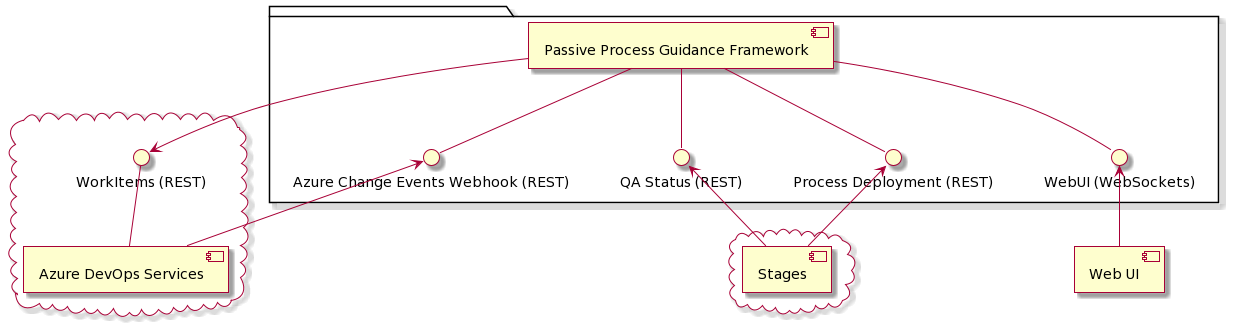 Passive Process Guidance Framework
WorkItems (REST)
Azure Change Events Webhook (REST)
QA Status (REST)
Process Deployment (REST)
WebUI (WebSockets)
Azure DevOps Services
Stages
Web UI